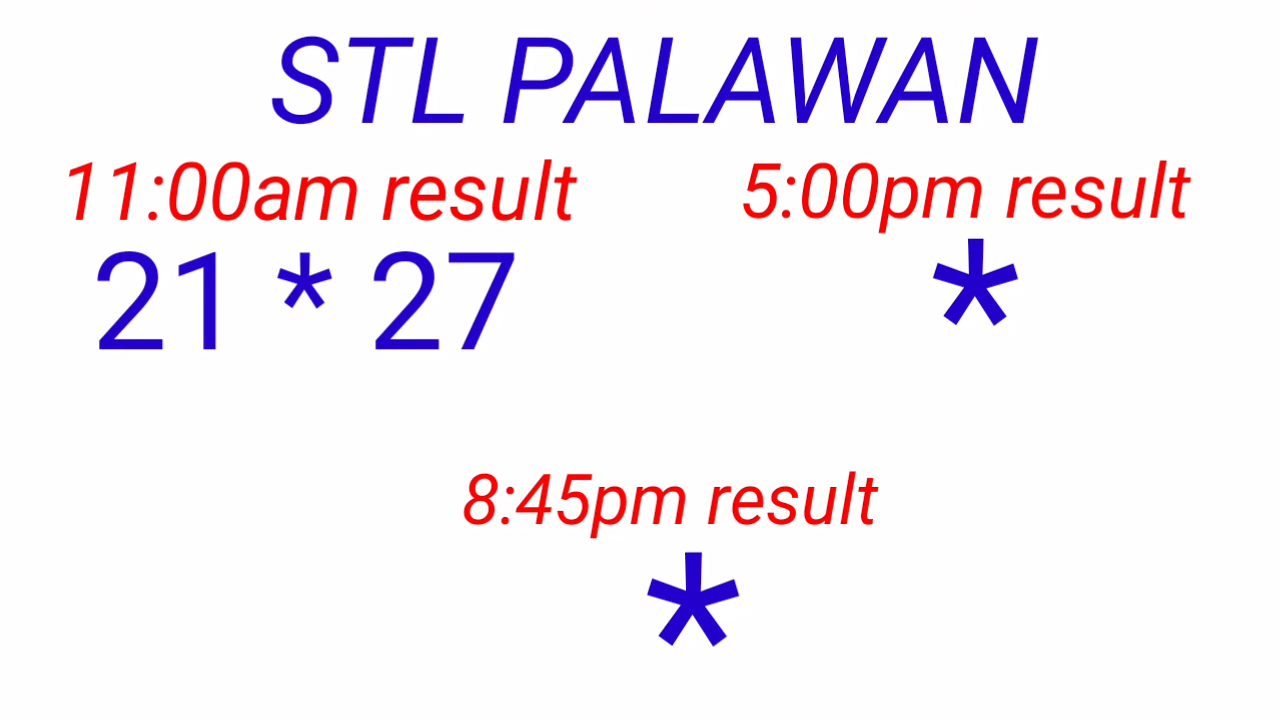 STL PALAWAN
11:00am result
21 * 27
5:00pm result
*
8:45pm result
*